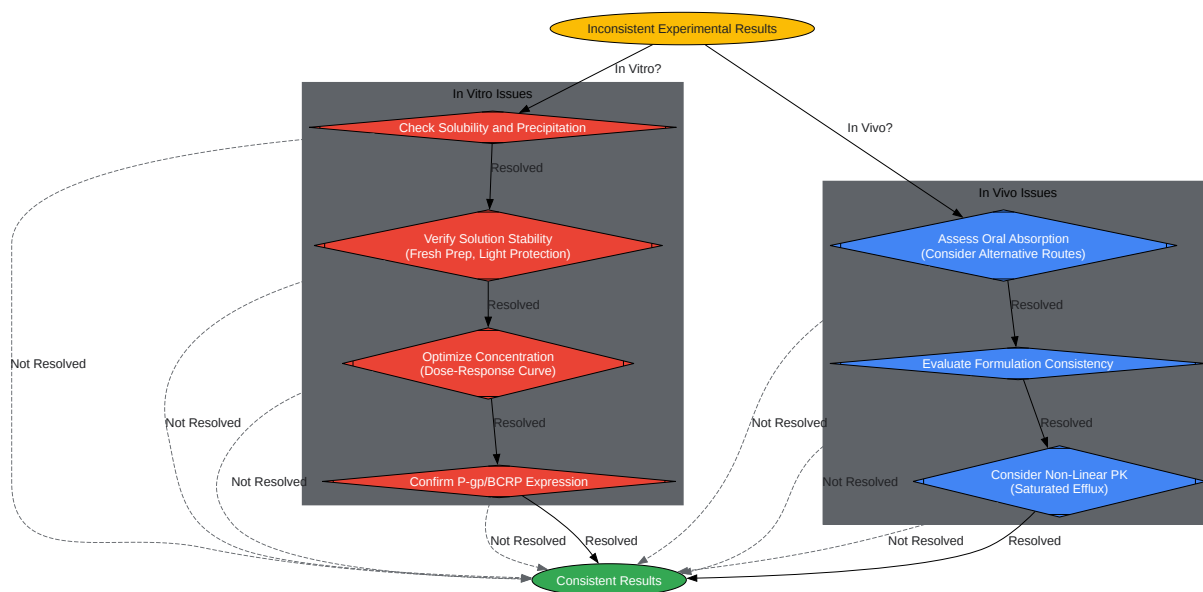 Inconsistent Experimental Results
In Vitro?
In Vivo?
In Vitro Issues
Check Solubility and Precipitation
Resolved
Verify Solution Stability
(Fresh Prep, Light Protection)
Resolved
Optimize Concentration
(Dose-Response Curve)
Resolved
Confirm P-gp/BCRP Expression
Not Resolved
Not Resolved
Not Resolved
Not Resolved
Resolved
In Vivo Issues
Assess Oral Absorption
(Consider Alternative Routes)
Resolved
Evaluate Formulation Consistency
Resolved
Consider Non-Linear PK
(Saturated Efflux)
Not Resolved
Not Resolved
Not Resolved
Resolved
Consistent Results